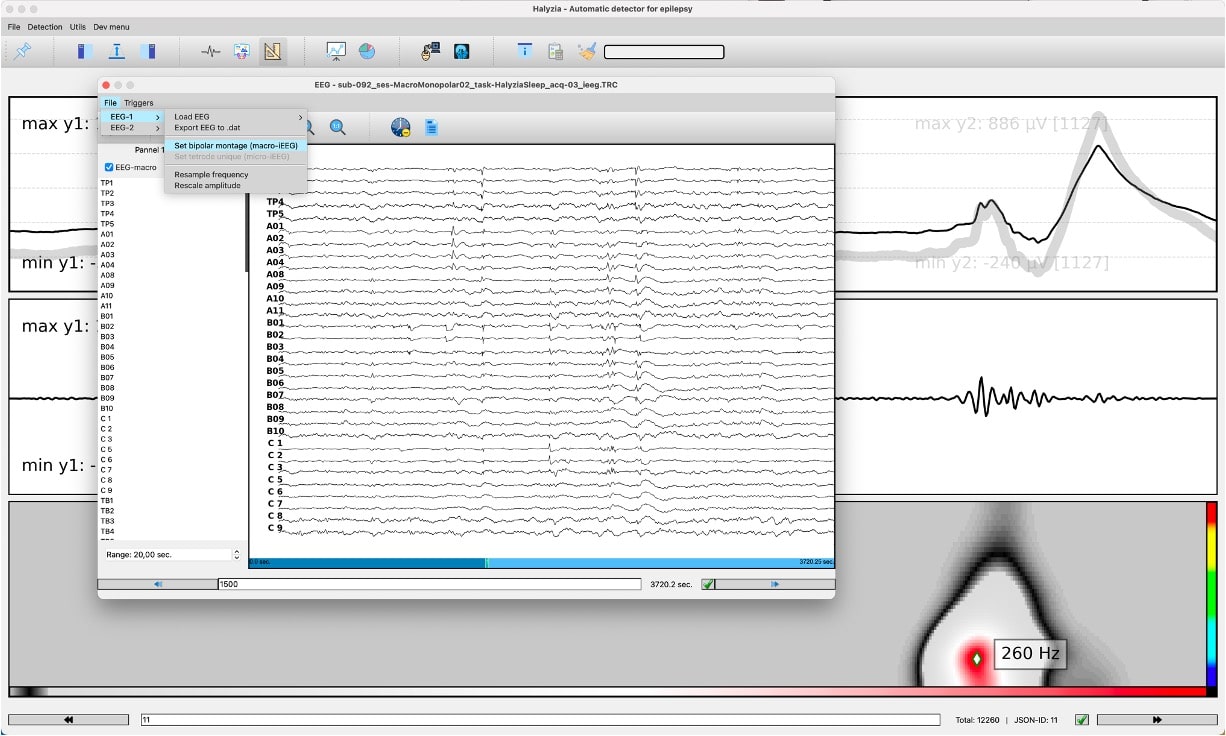 Halyzia - Automatic detector for epilepsy
File Detection Utils Dev menu
EEG - sub-092_ses-MacroMonopolar02_task-HalyziaSleep_acq-03_ieeg.TRC
File Triggers
EEG-1
EEG-2
Load EEG
Export EEG to .dat
Set bipolar montage (macro-iEEG)
Set tetrode unique (micro-iEEG)
Resample frequency
Rescale amplitude
Pannel 1
EEG-macro
TP1
TP2
TP3
TP4
TP5
A01
A02
A03
A04
A08
A09
A10
A11
B01
B02
B03
B04
B05
B06
B07
B08
B09
B10
C 1
C 2
C 3
C 5
C 6
C 7
C 8
C 9
TB1
TB2
TB3
TB4
TP4
TP5
A01
A02
A03
A04
A08
A09
A10
A11
B01
B02
B03
B04
B05
B06
B07
B08
B09
B10
C 1
C 2
C 3
C 5
C 6
C 7
C 8
C 9
Range: 20,00 sec.
0.0 sec.
3720.25 sec.
1500
3720.2 sec.
max y1:
min y1: -
max y2: 886 µV [1127]
min y2: -240 µV [1127]
max y1:
min y1: -
260 Hz
11
Total: 12260 | JSON-ID: 11